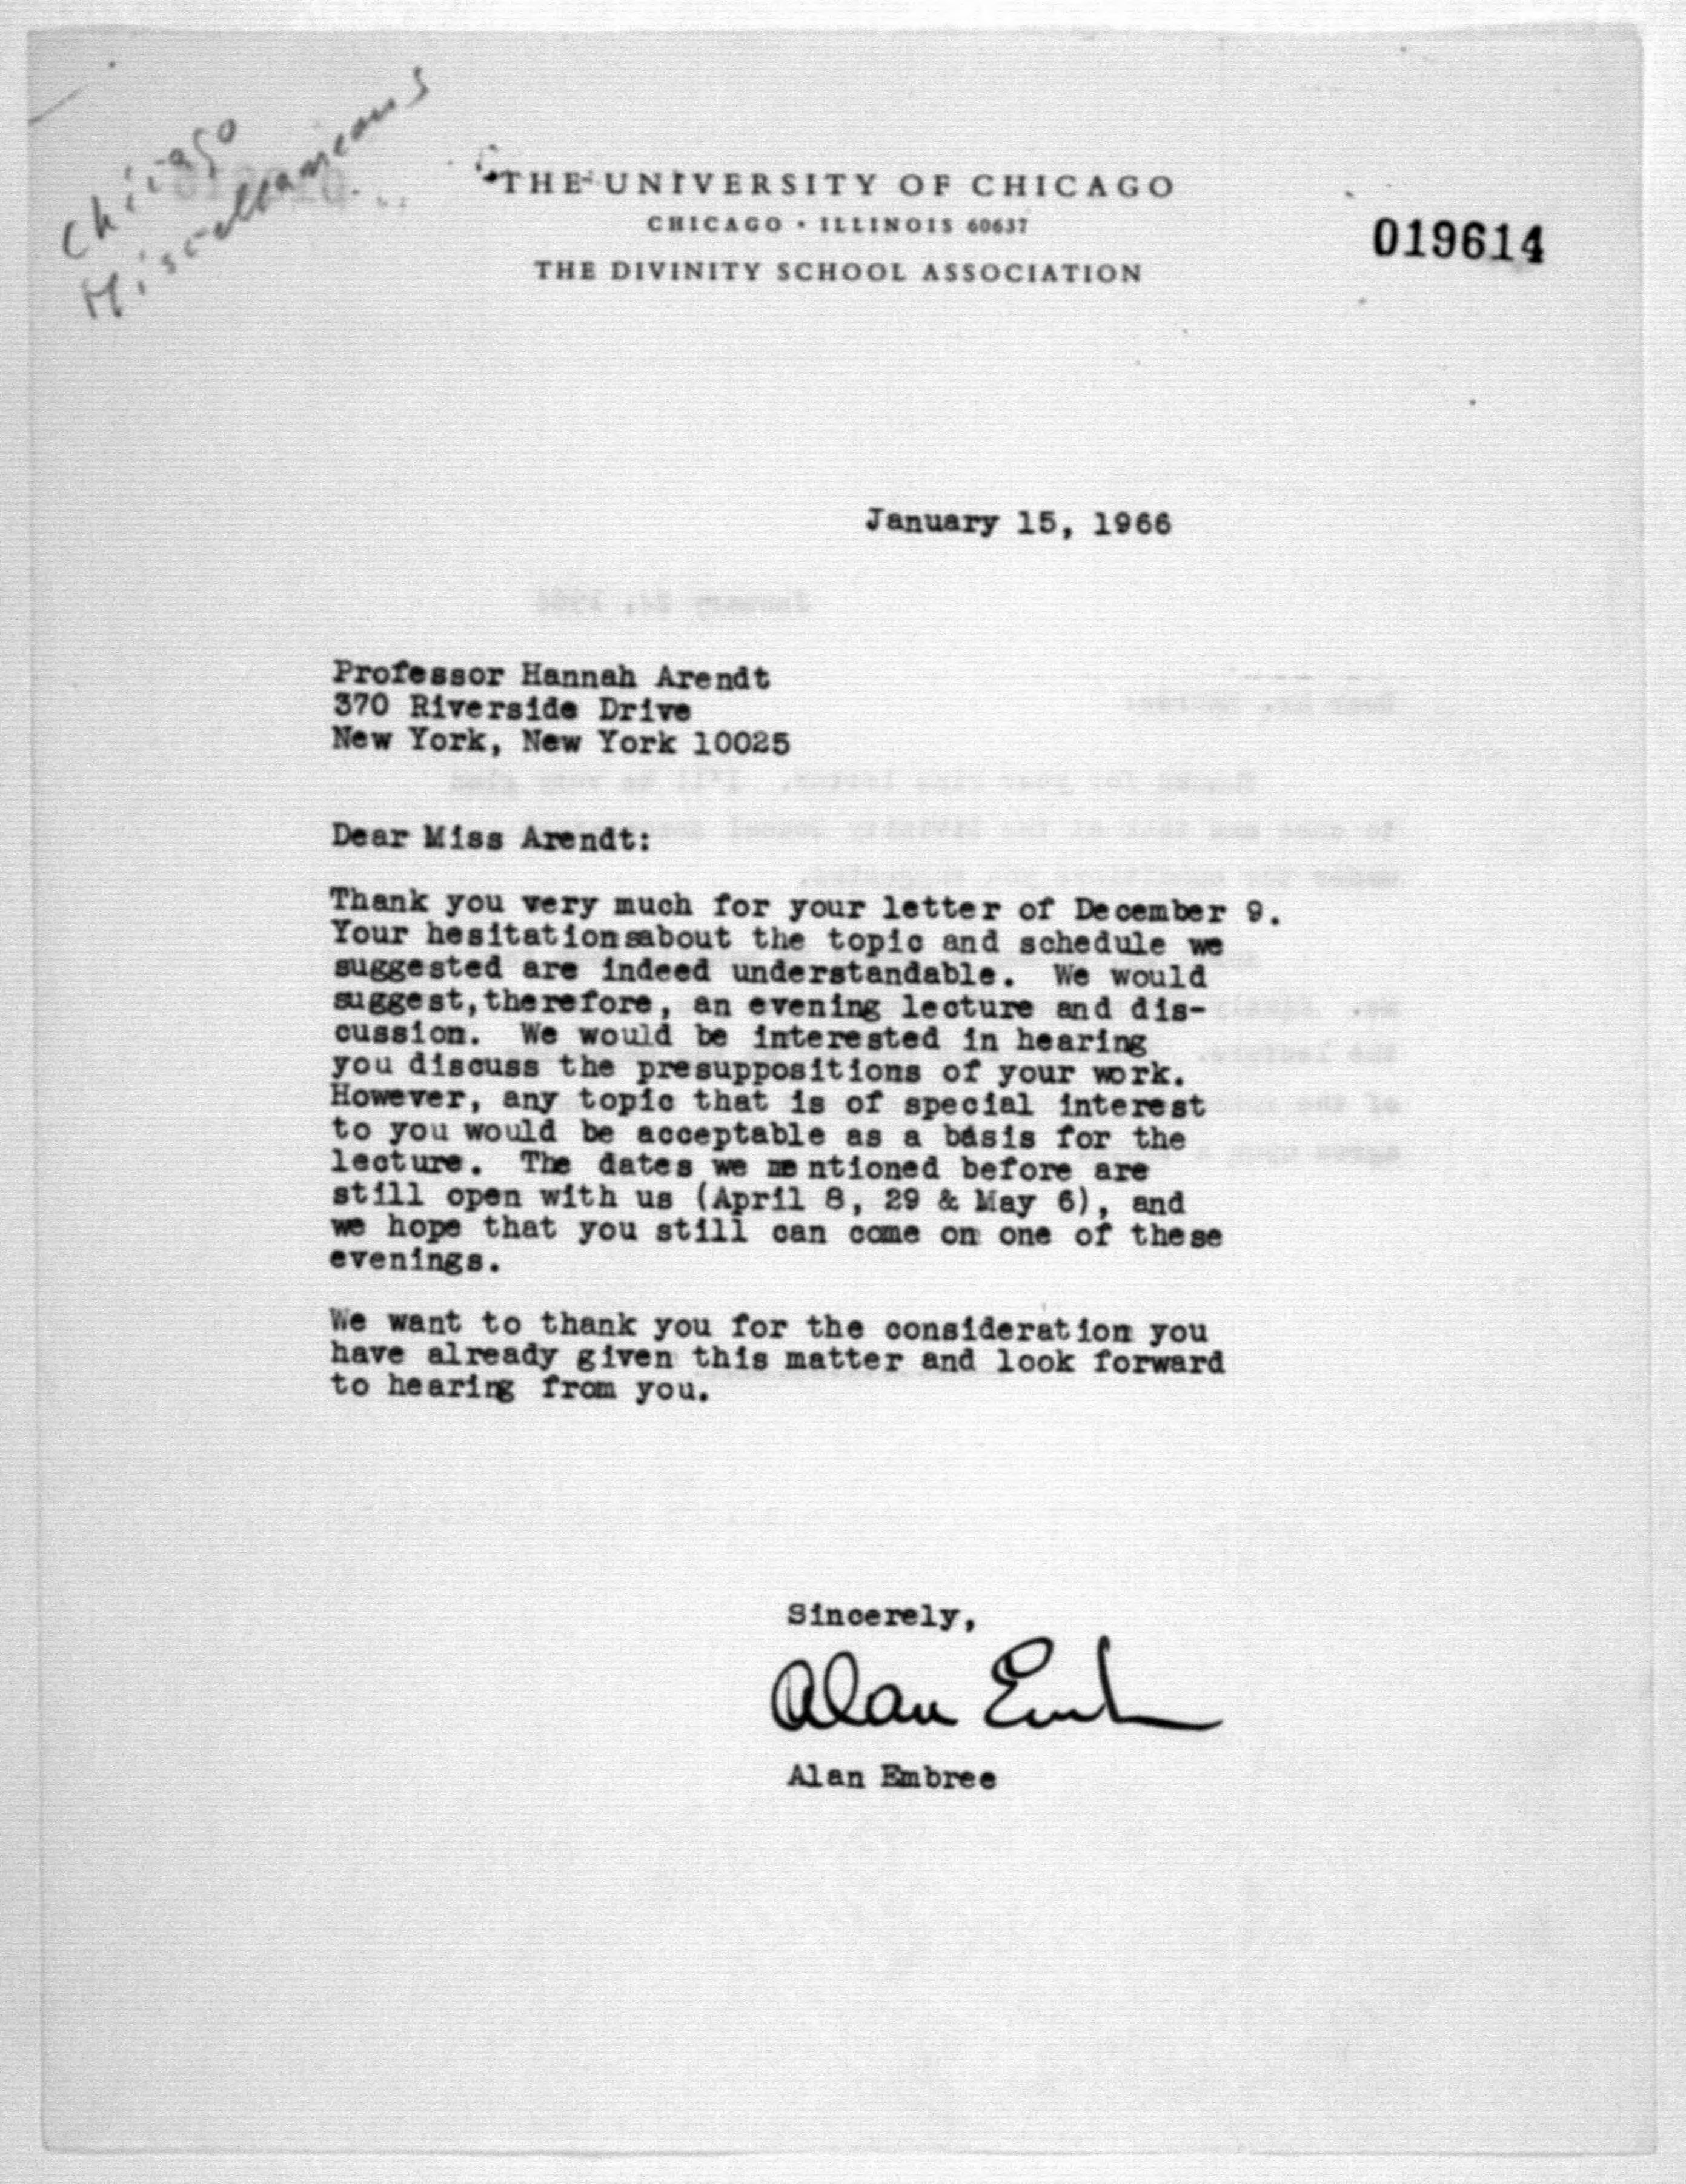 Chicago
Miscellaneous
THE UNIVERSITY OF CHICAGO
CHICAGO • ILLINOIS 60637
THE DIVINITY SCHOOL ASSOCIATION
019614
January 15, 1966
Professor Hannah Arendt
370 Riverside Drive
New York, New York 10025
Dear Miss Arendt:
Thank you very much for your letter of December 9.
Your hesitationsabout the topic and schedule we
suggested are indeed understandable. We would
suggest,therefore, an evening lecture and dis-
cussion. We would be interested in hearing
you discuss the presuppositions of your work.
However, any topic that is of special interest
to you would be acceptable as a basis for the
lecture. The dates we mentioned before are
still open with us (April 8, 29 & May 6), and
we hope that you still can come on one of these
evenings.
We want to thank you for the consideration you
have already given this matter and look forward
to hearing from you.
Sincerely,
Alan Embree
Alan Embree